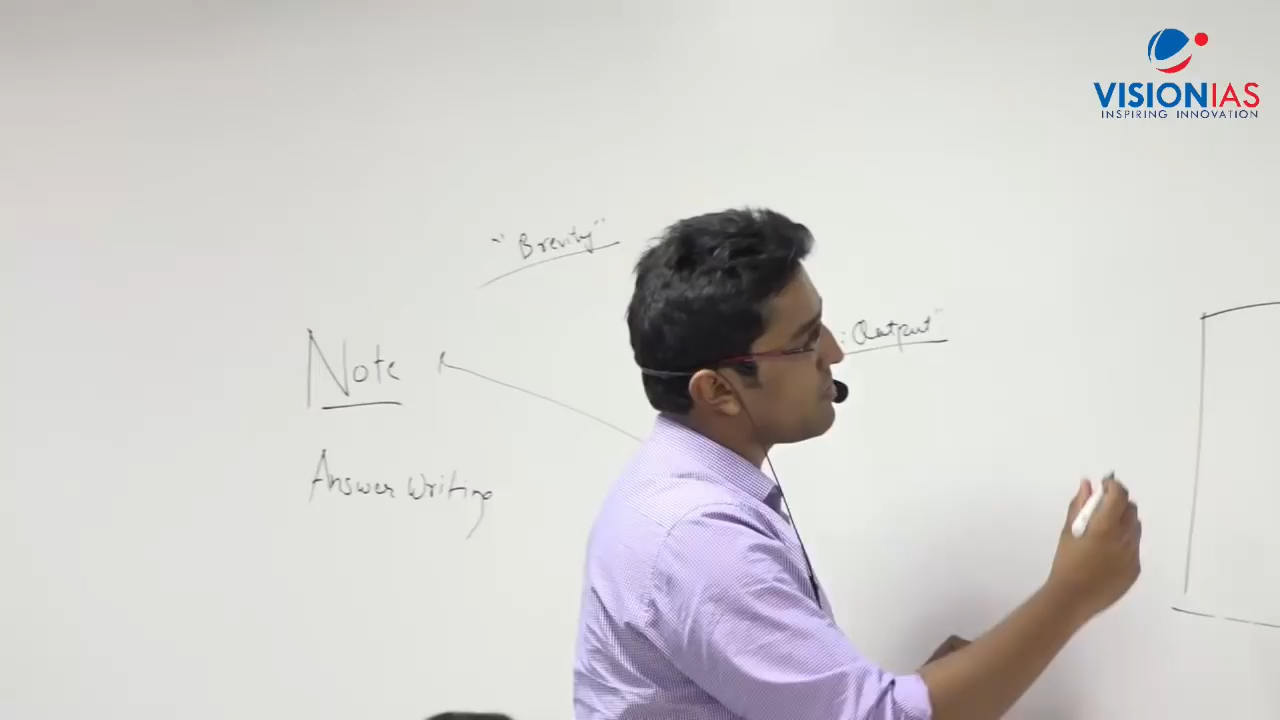 VISIONIAS
INSPIRING INNOVATION
"Brevity"
: Output"
Note
Answer Writing